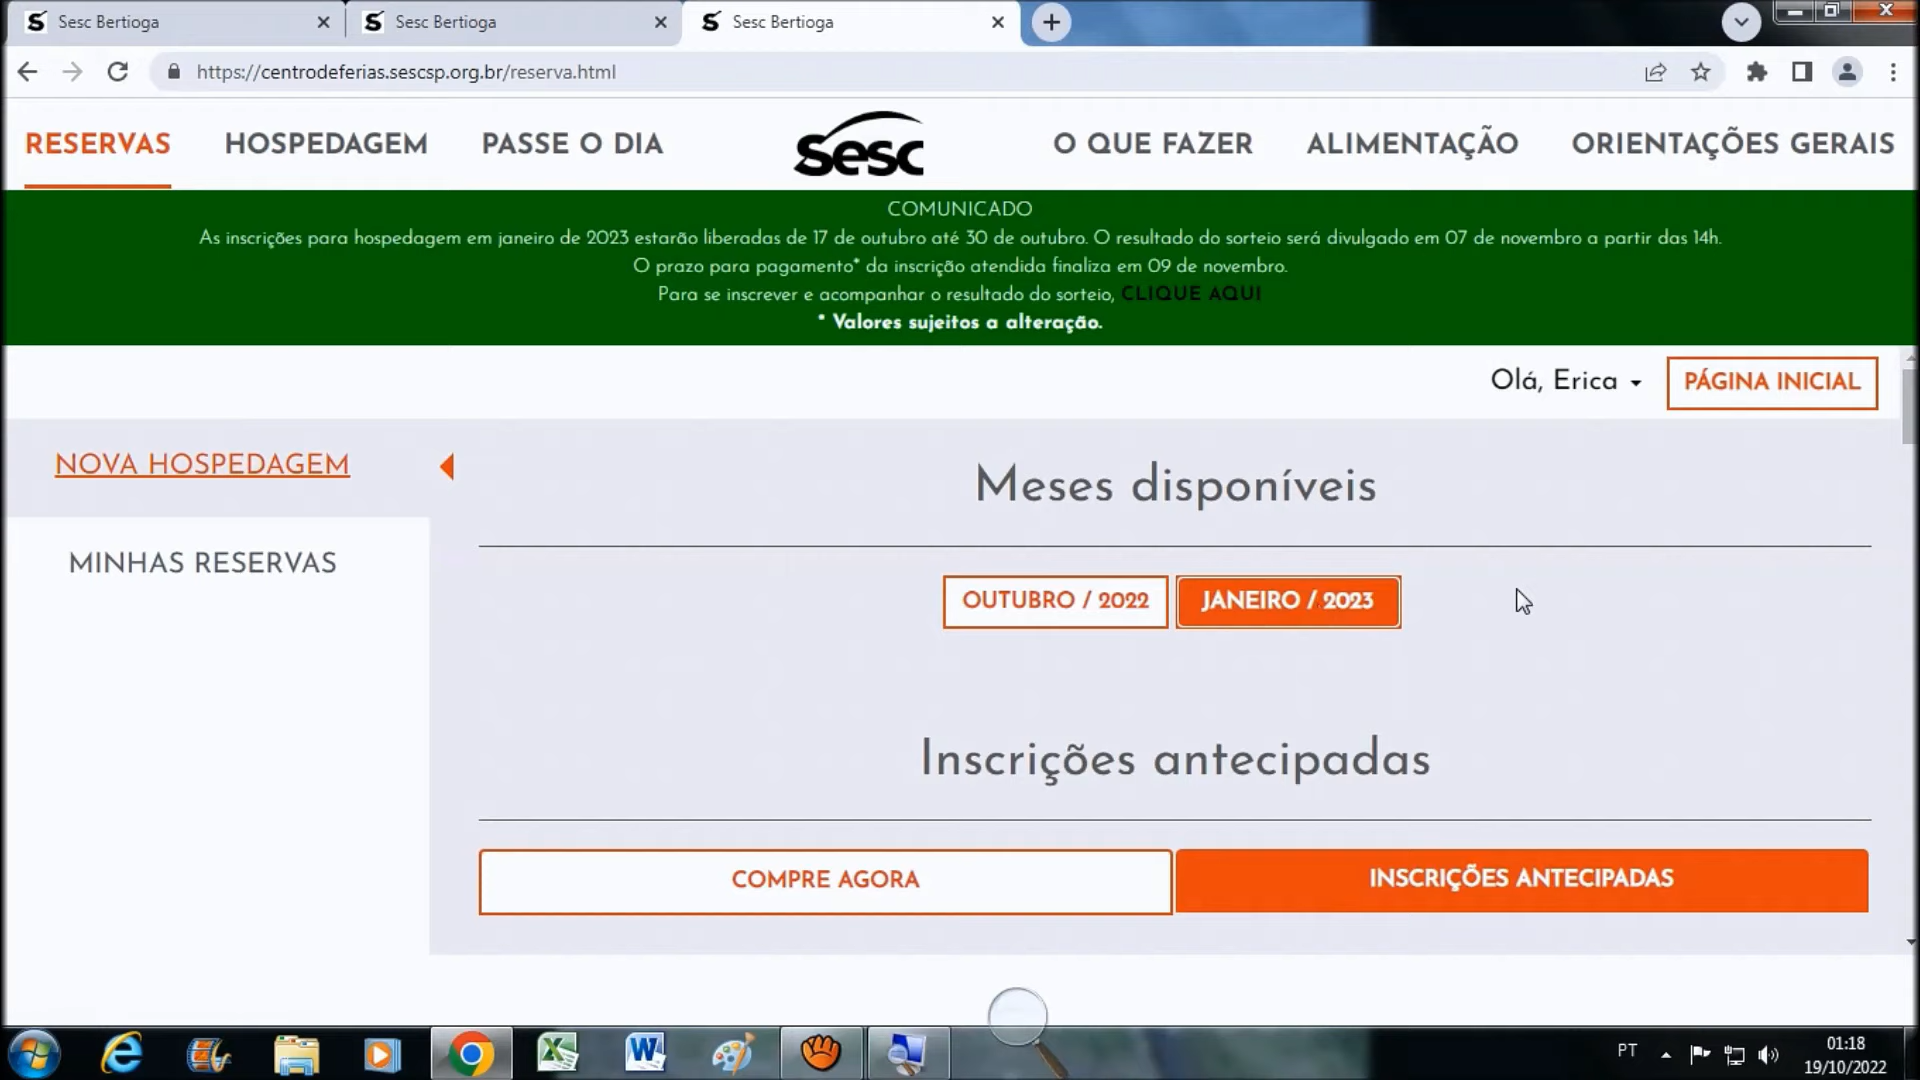 Sesc Bertioga
Sesc Bertioga
Sesc Bertioga
https://centrodeferias.sescsp.org.br/reserva.html
RESERVAS
HOSPEDAGEM
PASSE O DIA
sesc
O QUE FAZER
ALIMENTAÇÃO
ORIENTAÇÕES GERAIS
COMUNICADO
As inscrições para hospedagem em janeiro de 2023 estarão liberadas de 17 de outubro até 30 de outubro. O resultado do sorteio será divulgado em 07 de novembro a partir das 14h.
O prazo para pagamento* da inscrição atendida finaliza em 09 de novembro.
Para se inscrever e acompanhar o resultado do sorteio, CLIQUE AQUI
* Valores sujeitos a alteração.
Olá, Erica
PÁGINA INICIAL
NOVA HOSPEDAGEM
MINHAS RESERVAS
Meses disponíveis
OUTUBRO / 2022
JANEIRO / 2023
Inscrições antecipadas
COMPRE AGORA
INSCRIÇÕES ANTECIPADAS
PT
01:18
19/10/2022